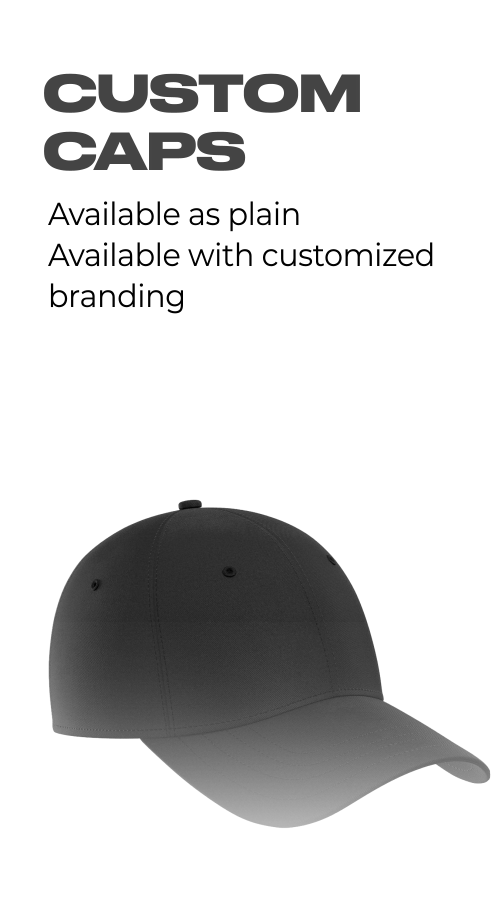 CUSTOM
CAPS
Available as plain
Available with customized
branding